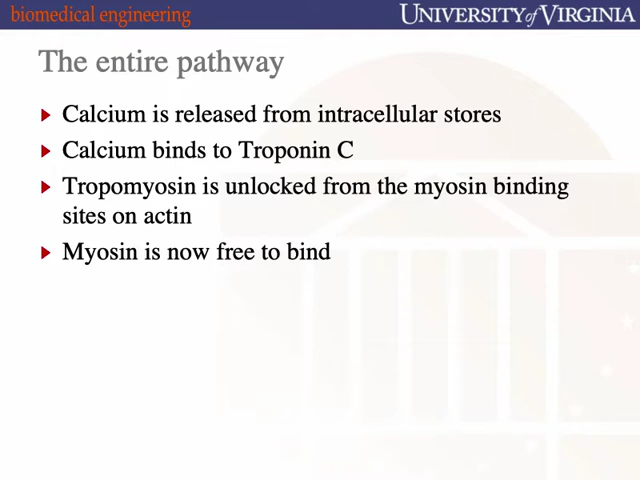 biomedical engineering
UNIVERSITY of VIRGINIA
The entire pathway
Calcium is released from intracellular stores
Calcium binds to Troponin C
Tropomyosin is unlocked from the myosin binding
sites on actin
Myosin is now free to bind